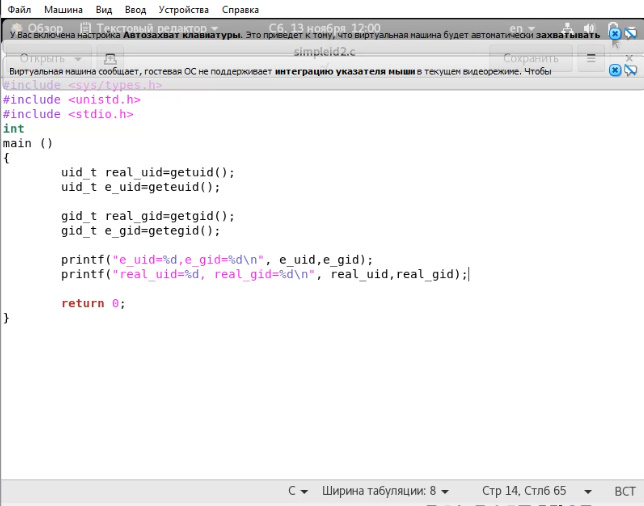 Файл Машина Вид Ввод Устройства Справка
Обзор Текстовый редактор Сб, 13 ноября 12:00 en
У Вас включена настройка Автозахват клавиатуры. Это приведет к тому, что виртуальная машина будет автоматически захватывать
simpleid2.c
Открыть Сохранить
Виртуальная машина сообщает, гостевая ОС не поддерживает интеграцию указателя мыши в текущем видеорежиме. Чтобы
#include <sys/types.h>
#include <unistd.h>
#include <stdio.h>
int
main ()
{
uid_t real_uid=getuid();
uid_t e_uid=geteuid();
gid_t real_gid=getgid();
gid_t e_gid=getegid();
printf("e_uid=%d,e_gid=%d\n", e_uid,e_gid);
printf("real_uid=%d, real_gid=%d\n", real_uid,real_gid);
return 0;
}
C Ширина табуляции: 8 Стр 14, Стлб 65 ВСТ